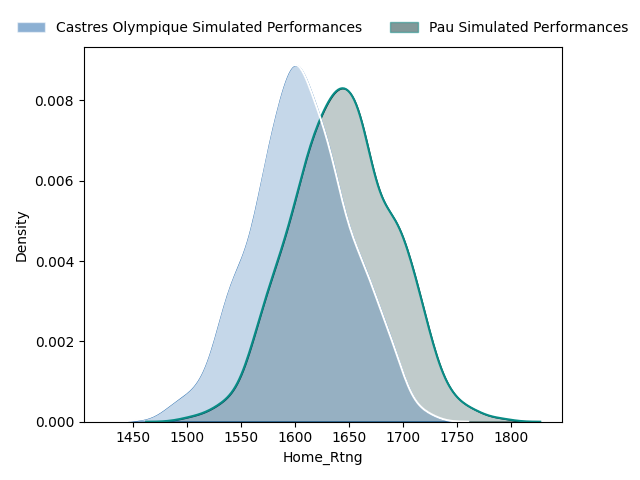 Castres Olympique Simulated Performances Pau Simulated Performances
0.008
0.006
0.004
0.002
0.000
Density
1450 1500 1550 1600 1650 1700 1750 1800
Home_Rtng